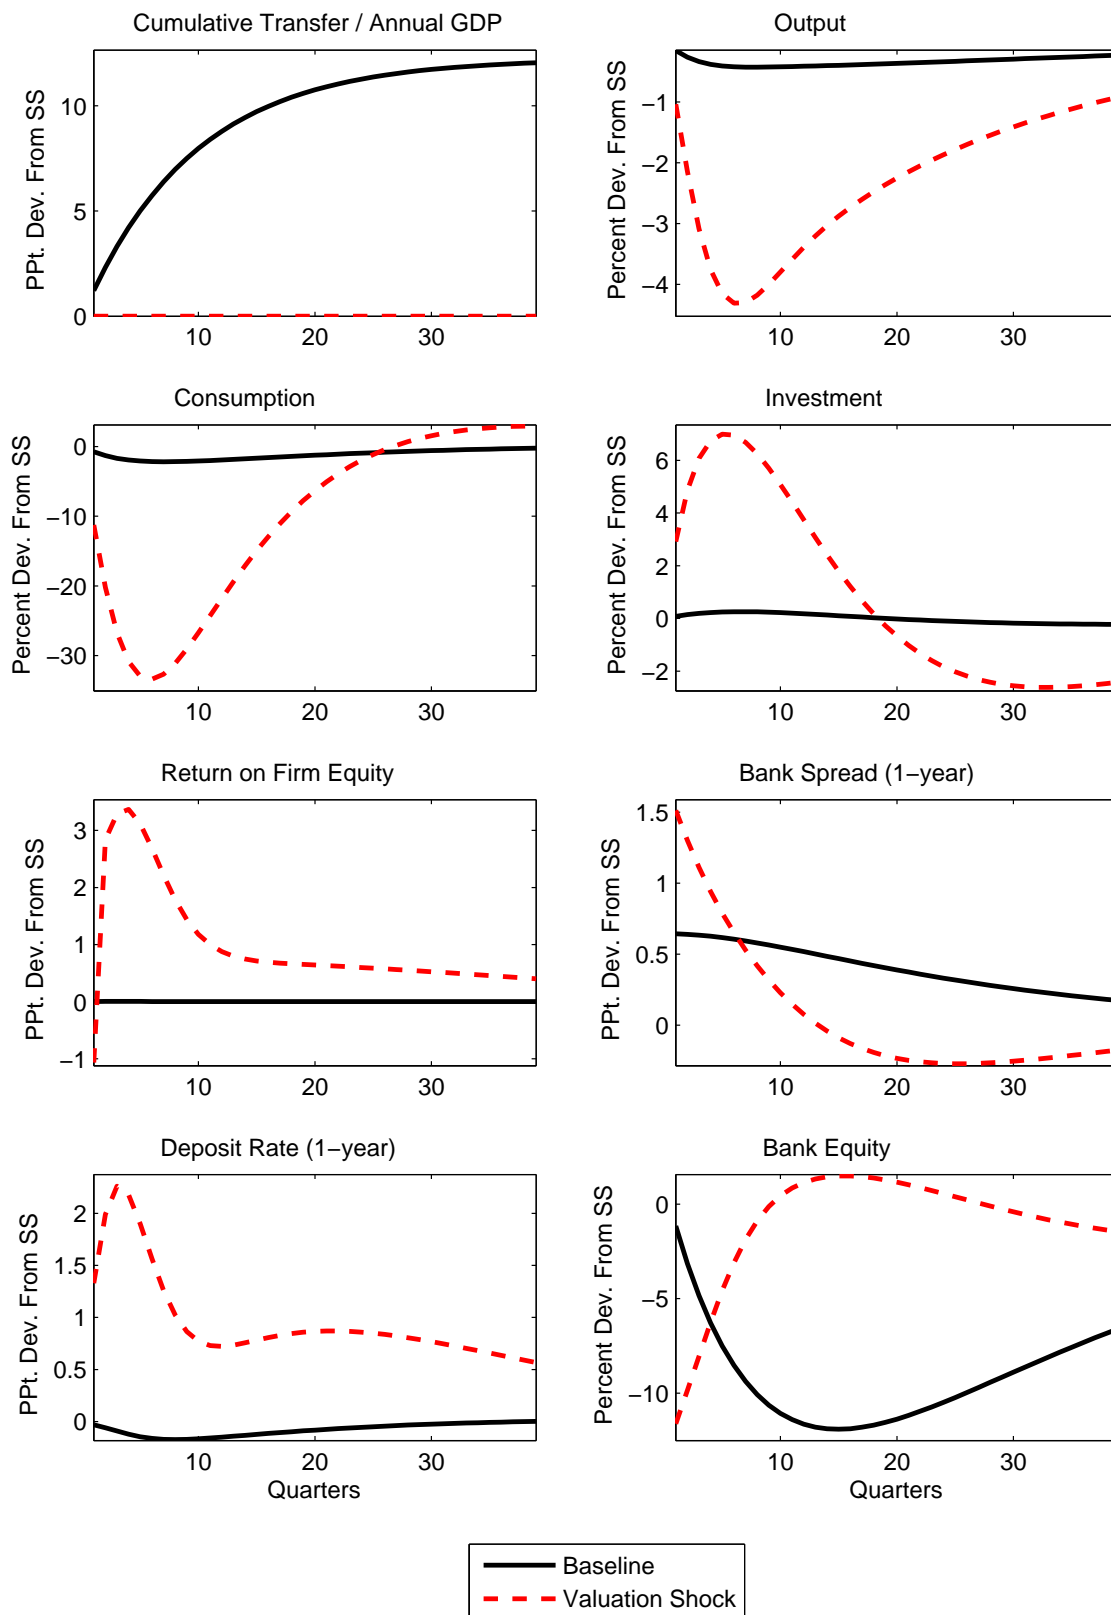 Cumulative Transfer / Annual GDP
PPt. Dev. From SS
10
5
0
10 20 30
Output
Percent Dev. From SS
−1
−2
−3
−4
10 20 30
Consumption
Percent Dev. From SS
0
−10
−20
−30
10 20 30
Investment
Percent Dev. From SS
6
4
2
0
−2
10 20 30
Return on Firm Equity
PPt. Dev. From SS
3
2
1
0
−1
10 20 30
Bank Spread (1−year)
PPt. Dev. From SS
1.5
1
0.5
0
10 20 30
Deposit Rate (1−year)
PPt. Dev. From SS
2
1.5
1
0.5
0
10 20 30
Quarters
Bank Equity
Percent Dev. From SS
0
−5
−10
10 20 30
Quarters
Baseline
Valuation Shock